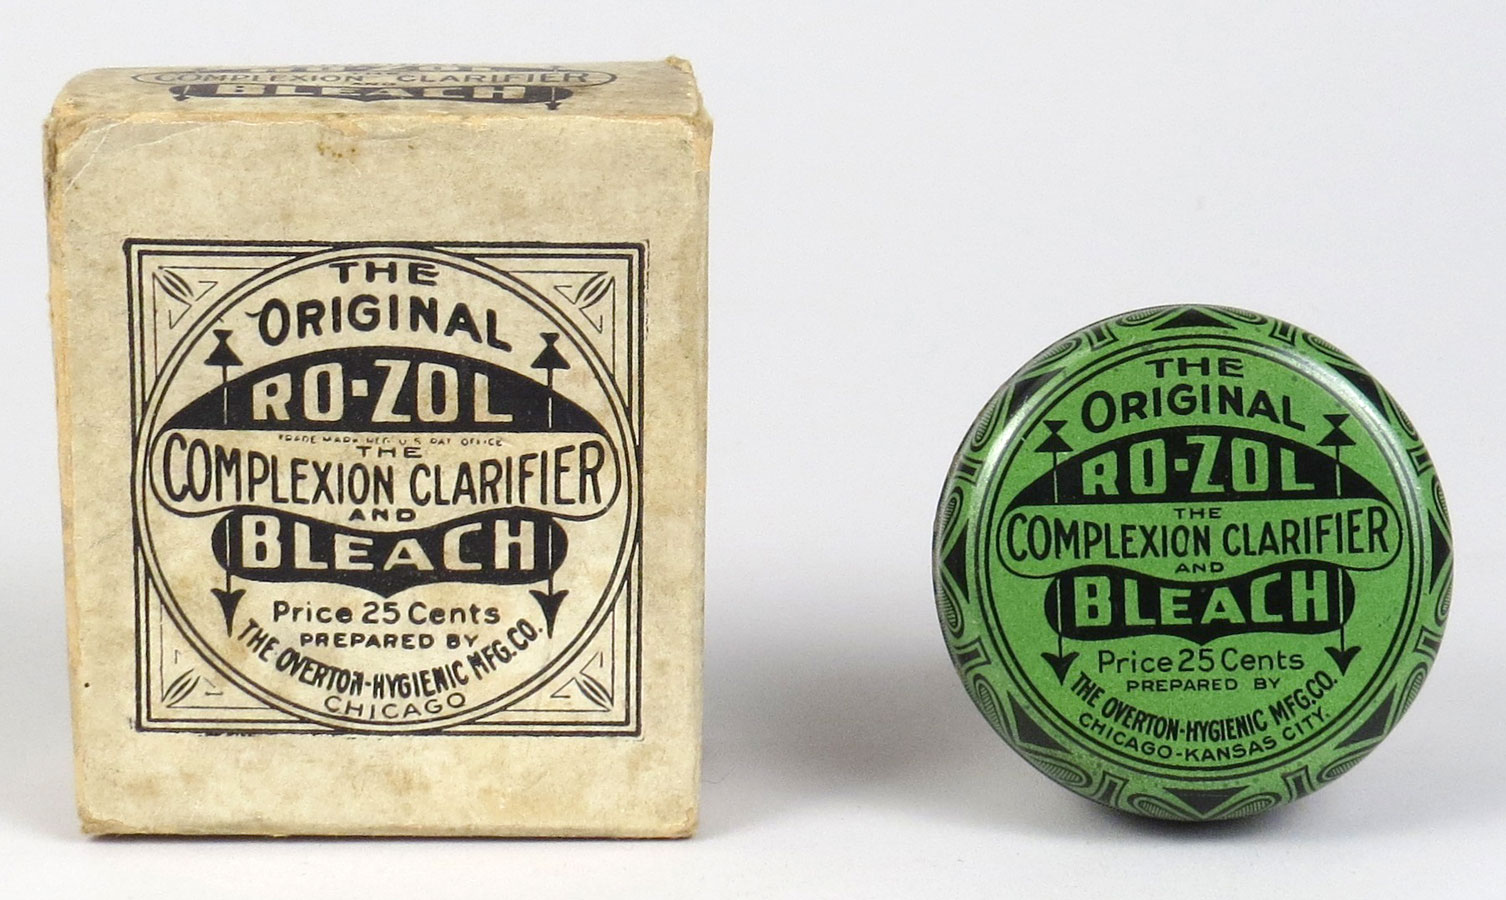 COMPLEXION CLARIFIER
AND
BLEACH
THE
ORIGINAL
RO-ZOL
TRADE MARK REG. U.S. PAT. OFFICE
THE
COMPLEXION CLARIFIER
AND
BLEACH
Price 25 Cents
PREPARED BY
THE OVERTON-HYGIENIC MFG. CO.
CHICAGO
THE
ORIGINAL
RO-ZOL
THE
COMPLEXION CLARIFIER
AND
BLEACH
Price 25 Cents
PREPARED BY
THE OVERTON-HYGIENIC MFG. CO.
CHICAGO-KANSAS CITY.